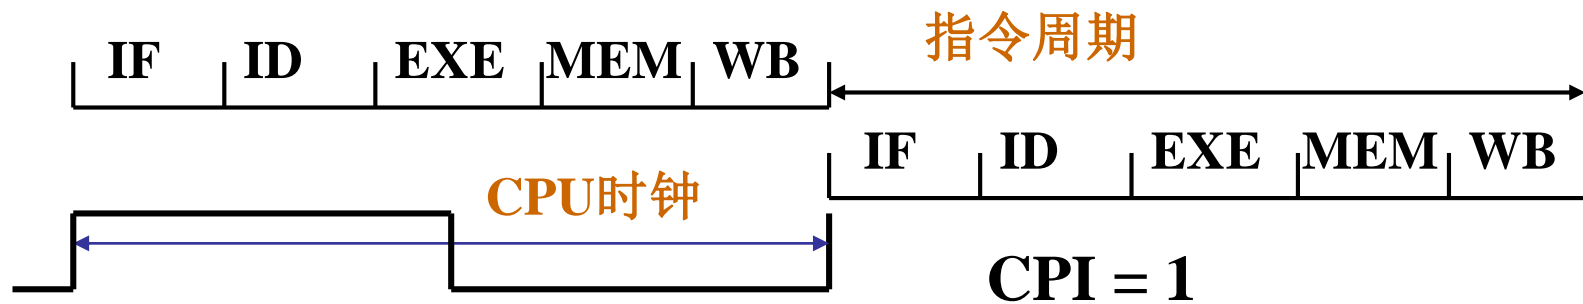 指令周期
IF ID EXE MEM WB
IF ID EXE MEM WB
CPU时钟
CPI = 1